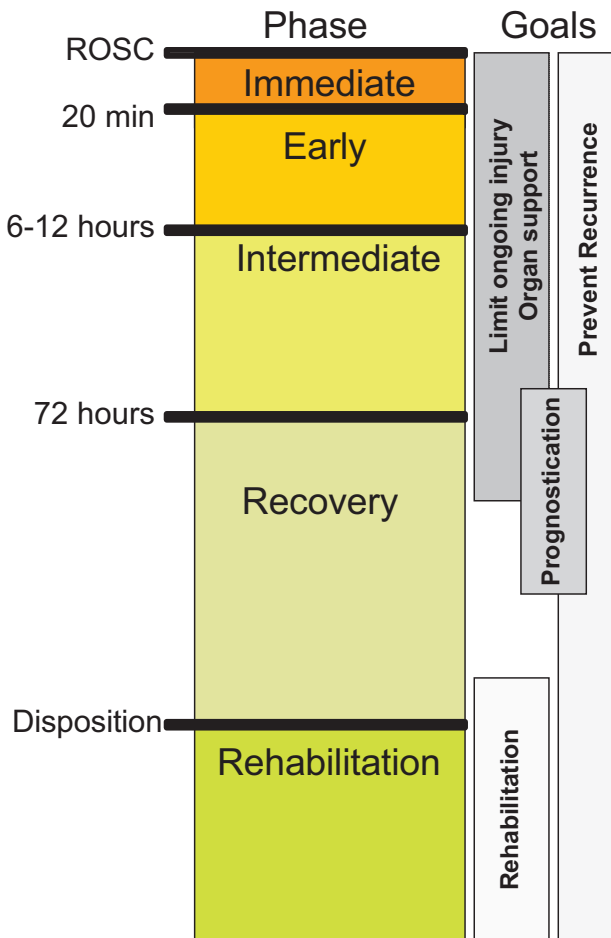 Phase
Goals
ROSC
Immediate
20 min
Early
6-12 hours
Intermediate
72 hours
Recovery
Disposition
Rehabilitation
Limit ongoing injury
Organ support
Prevent Recurrence
Prognostication
Rehabilitation